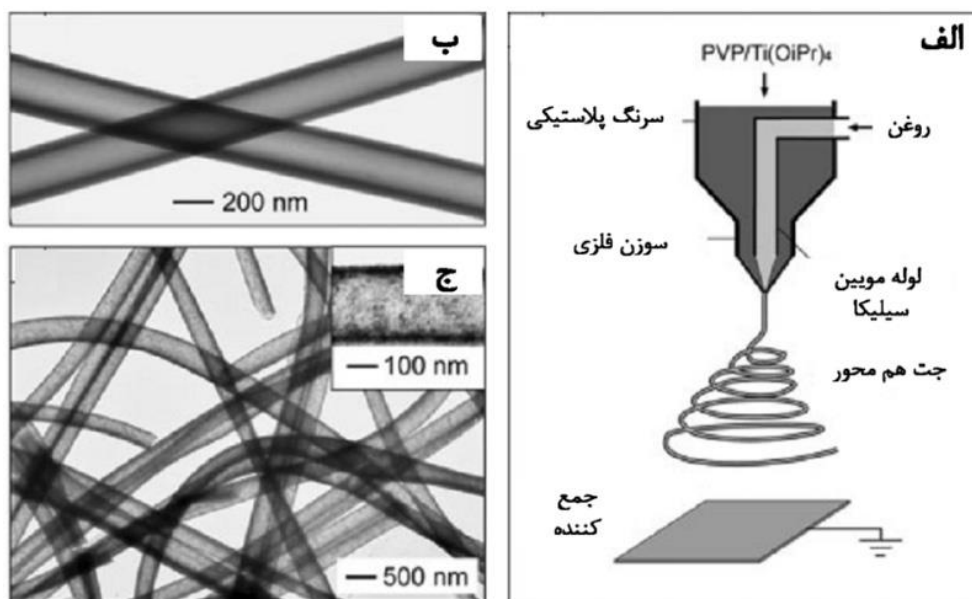 الف
PVP/Ti(OiPr)₄
سرنگ پلاستیکی
روغن
سوزن فلزی
لوله مویین
سیلیکا
جت هم محور
جمع
کننده
ب
200 nm
ج
100 nm
500 nm